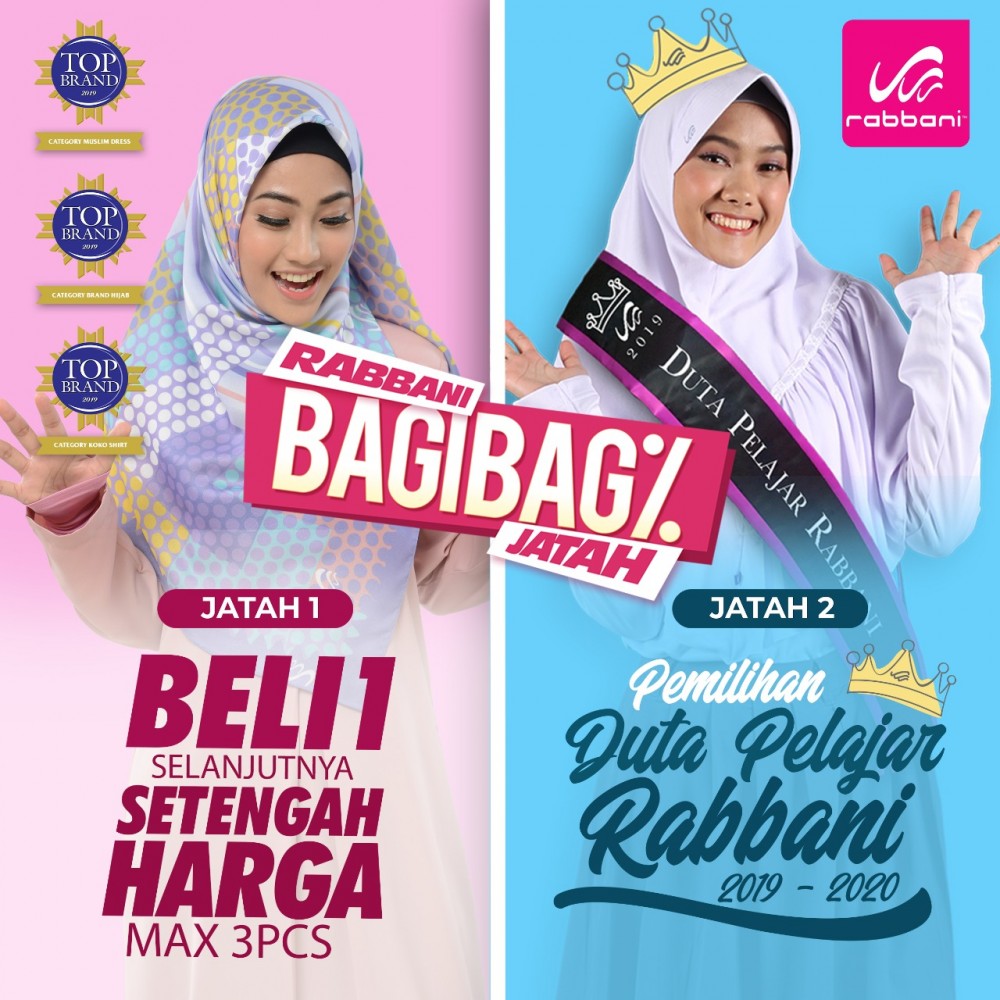 TOP
BRAND
2019
CATEGORY MUSLIM DRESS
TOP
BRAND
2019
CATEGORY BRAND HIJAB
TOP
BRAND
2019
CATEGORY KOKO SHIRT
rabbani™
2019
DUTA PELAJAR RABBANI
RABBANI
BAGIBAG%.
JATAH
JATAH 1
BELI 1
SELANJUTNYA
SETENGAH
HARGA
MAX 3PCS
JATAH 2
Pemilihan
Duta Pelajar
Rabbani
2019 - 2020